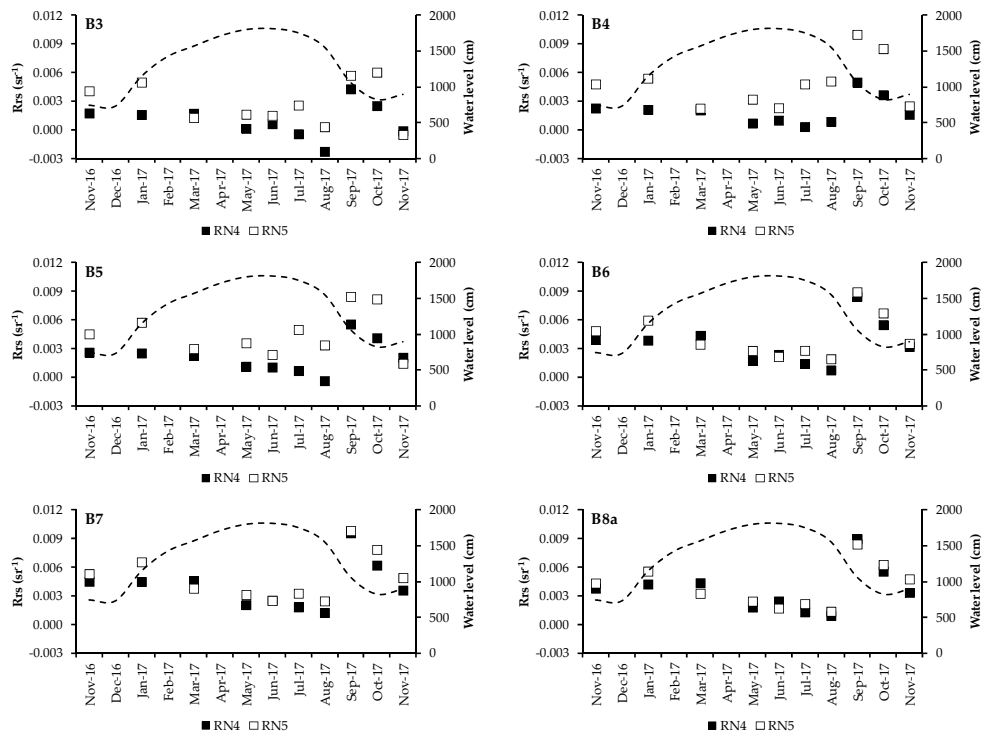 B3
B4
Rrs (sr⁻¹)
0.012
0.009
0.006
0.003
0.000
-0.003
2000
1500
1000
500
0
Water level (cm)
Nov-16
Dec-16
Jan-17
Feb-17
Mar-17
Apr-17
May-17
Jun-17
Jul-17
Aug-17
Sep-17
Oct-17
Nov-17
RN4 RN5
Rrs (sr⁻¹)
0.012
0.009
0.006
0.003
0.000
-0.003
2000
1500
1000
500
0
Water level (cm)
Nov-16
Dec-16
Jan-17
Feb-17
Mar-17
Apr-17
May-17
Jun-17
Jul-17
Aug-17
Sep-17
Oct-17
Nov-17
RN4 RN5
B5
B6
Rrs (sr⁻¹)
0.012
0.009
0.006
0.003
0.000
-0.003
2000
1500
1000
500
0
Water level (cm)
Nov-16
Dec-16
Jan-17
Feb-17
Mar-17
Apr-17
May-17
Jun-17
Jul-17
Aug-17
Sep-17
Oct-17
Nov-17
RN4 RN5
Rrs (sr⁻¹)
0.012
0.009
0.006
0.003
0.000
-0.003
2000
1500
1000
500
0
Water level (cm)
Nov-16
Dec-16
Jan-17
Feb-17
Mar-17
Apr-17
May-17
Jun-17
Jul-17
Aug-17
Sep-17
Oct-17
Nov-17
RN4 RN5
B7
B8a
Rrs (sr⁻¹)
0.012
0.009
0.006
0.003
0.000
-0.003
2000
1500
1000
500
0
Water level (cm)
Nov-16
Dec-16
Jan-17
Feb-17
Mar-17
Apr-17
May-17
Jun-17
Jul-17
Aug-17
Sep-17
Oct-17
Nov-17
RN4 RN5
Rrs (sr⁻¹)
0.012
0.009
0.006
0.003
0.000
-0.003
2000
1500
1000
500
0
Water level (cm)
Nov-16
Dec-16
Jan-17
Feb-17
Mar-17
Apr-17
May-17
Jun-17
Jul-17
Aug-17
Sep-17
Oct-17
Nov-17
RN4 RN5